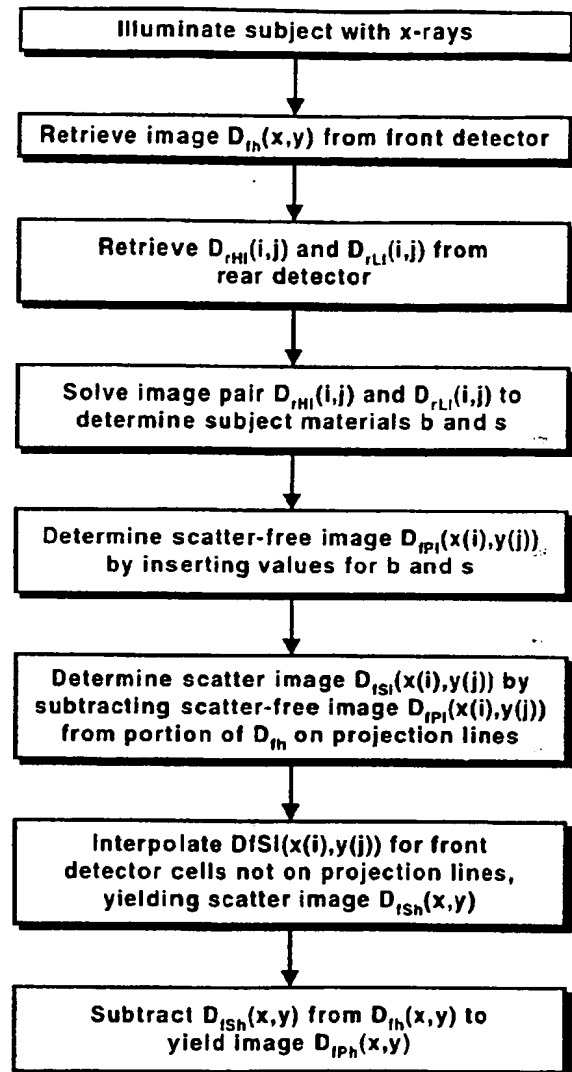 Illuminate subject with x-rays
Retrieve image D_fh(x,y) from front detector
Retrieve D_rHl(i,j) and D_rLl(i,j) from
rear detector
Solve image pair D_rHl(i,j) and D_rLl(i,j) to
determine subject materials b and s
Determine scatter-free image D_fPl(x(i),y(j))
by inserting values for b and s
Determine scatter image D_fSl(x(i),y(j)) by
subtracting scatter-free image D_fPl(x(i),y(j))
from portion of D_fh on projection lines
Interpolate DfSl(x(i),y(j)) for front
detector cells not on projection lines,
yielding scatter image D_fSh(x,y)
Subtract D_fSh(x,y) from D_fh(x,y) to
yield image D_fPh(x,y)